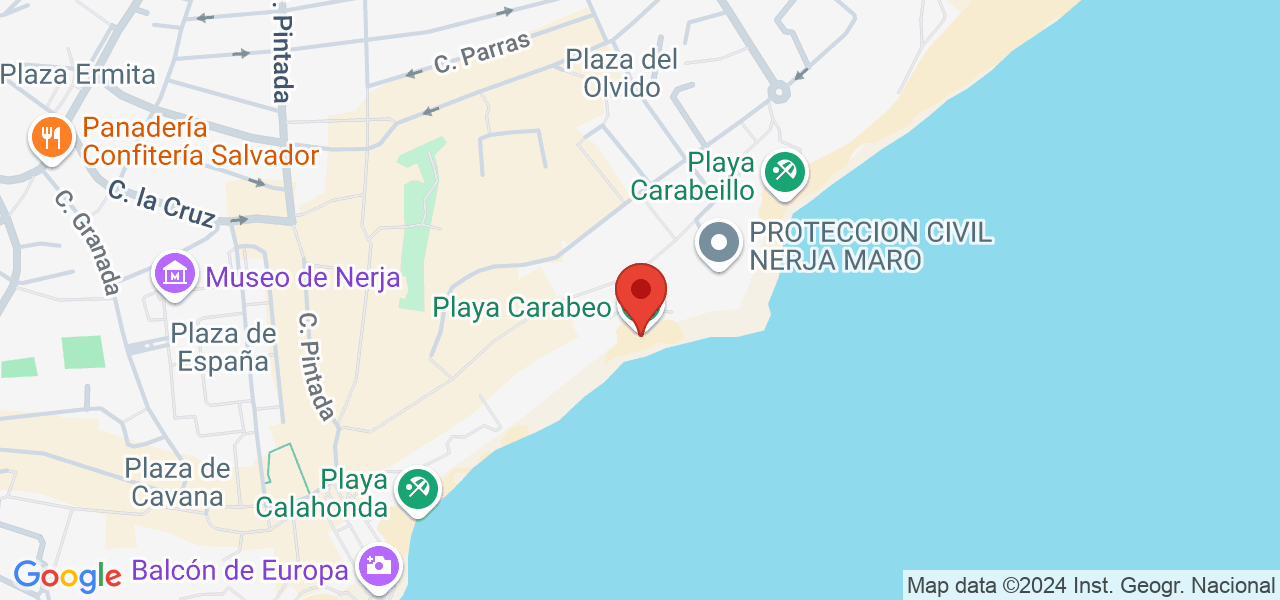 C. Pintada
C. Parras
Plaza del
Olvido
Plaza Ermita
Panadería
Confitería Salvador
Playa
Carabeillo
C. la Cruz
C. Granada
PROTECCION CIVIL
NERJA MARO
Museo de Nerja
Playa Carabeo
Plaza de
España
C. Pintada
Plaza de
Cavana
Playa
Calahonda
Balcón de Europa
Google
Map data ©2024 Inst. Geogr. Nacional